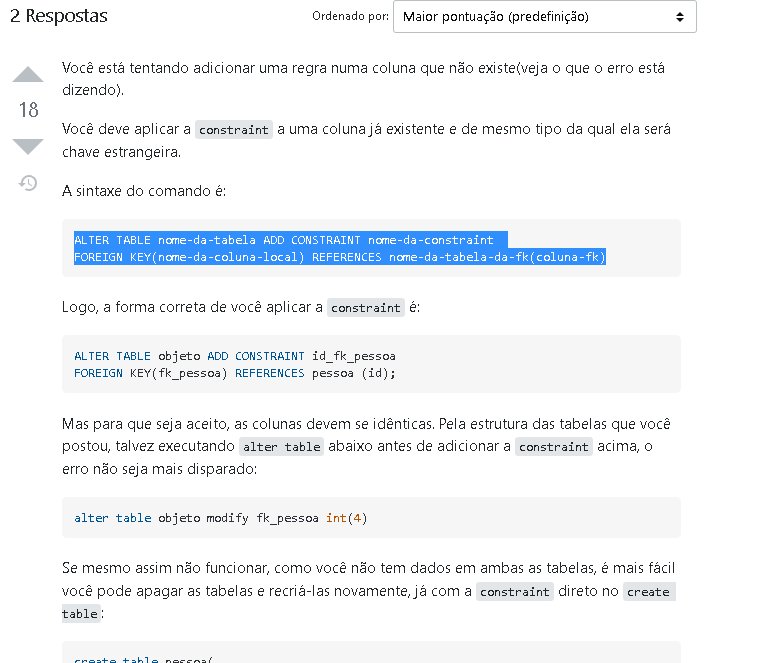 2 Respostas
Ordenado por: Maior pontuação (predefinição)
Você está tentando adicionar uma regra numa coluna que não existe(veja o que o erro está
dizendo).
18
Você deve aplicar a constraint a uma coluna já existente e de mesmo tipo da qual ela será
chave estrangeira.
A sintaxe do comando é:
ALTER TABLE nome-da-tabela ADD CONSTRAINT nome-da-constraint
FOREIGN KEY(nome-da-coluna-local) REFERENCES nome-da-tabela-da-fk(coluna-fk)
Logo, a forma correta de você aplicar a constraint é:
ALTER TABLE objeto ADD CONSTRAINT id_fk_pessoa
FOREIGN KEY(fk_pessoa) REFERENCES pessoa (id);
Mas para que seja aceito, as colunas devem se idênticas. Pela estrutura das tabelas que você
postou, talvez executando alter table abaixo antes de adicionar a constraint acima, o
erro não seja mais disparado:
alter table objeto modify fk_pessoa int(4)
Se mesmo assim não funcionar, como você não tem dados em ambas as tabelas, é mais fácil
você pode apagar as tabelas e recriá-las novamente, já com a constraint direto no create
table:
create table pessoa(